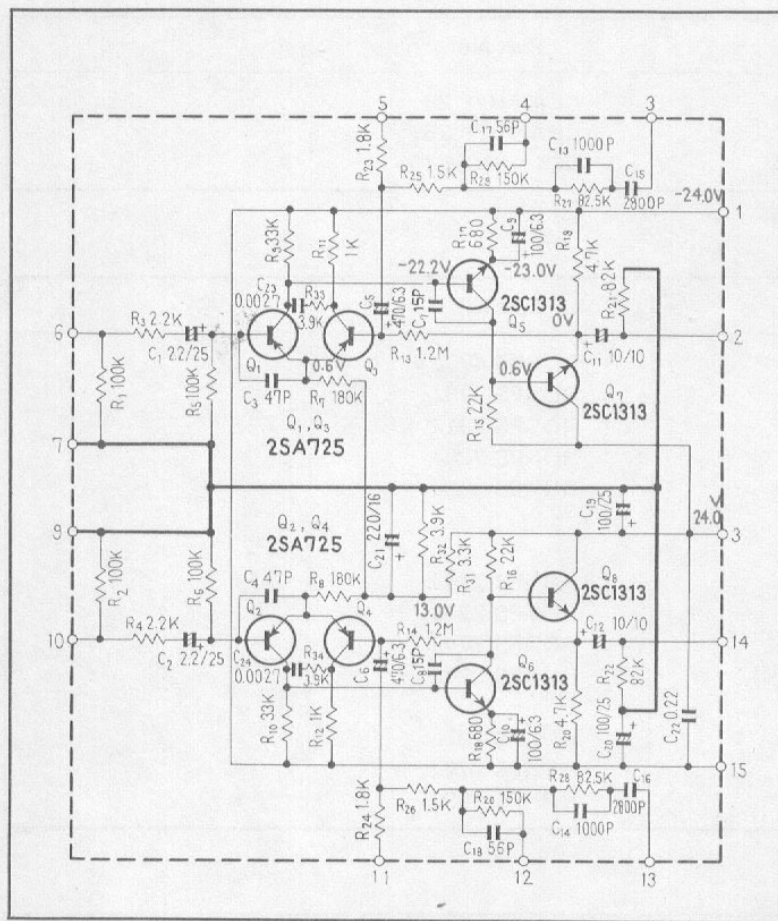 5 4 3
R23 1.8K
C17 56P
C13 1000P
R25 1.5K
R29 150K
R27 82.5K
C15
2800P
-24.0V
1
R9 33K
R11 1K
R17 680
C9 100/6.3
R19 4.7K
-22.2V
-23.0V
R21 82K
C23
0.0027
R33
3.9K
C5 470/6.3
C7 15P
2SC1313
Q5
0V
6
R3 2.2K
C1 2.2/25
Q1
Q3
R13 1.2M
C11 10/10
2
R1 100K
R5 100K
0.6V
0.6V
C3 47P
R7 180K
Q7
2SC1313
R15 22K
Q1, Q3
2SA725
7
9
Q2, Q4
2SA725
C21 220/16
R32 3.9K
R31 3.3K
R16 22K
C19 100/25
V
24.0
3
R2 100K
R6 100K
C4 47P
R8 180K
Q8
2SC1313
13.0V
10
R4 2.2K
C2 2.2/25
Q2
Q4
R14 1.2M
C12 10/10
14
C24
0.0027
R34
3.9K
C6 470/6.3
C8 15P
Q6
2SC1313
R22
82K
R10 33K
R12 1K
R18 680
C10 100/6.3
R20 4.7K
C20 100/25
C22 0.22
15
R24 1.8K
R26 1.5K
R20 150K
R28 82.5K
C16
2800P
C18 56P
C14 1000P
11 12 13